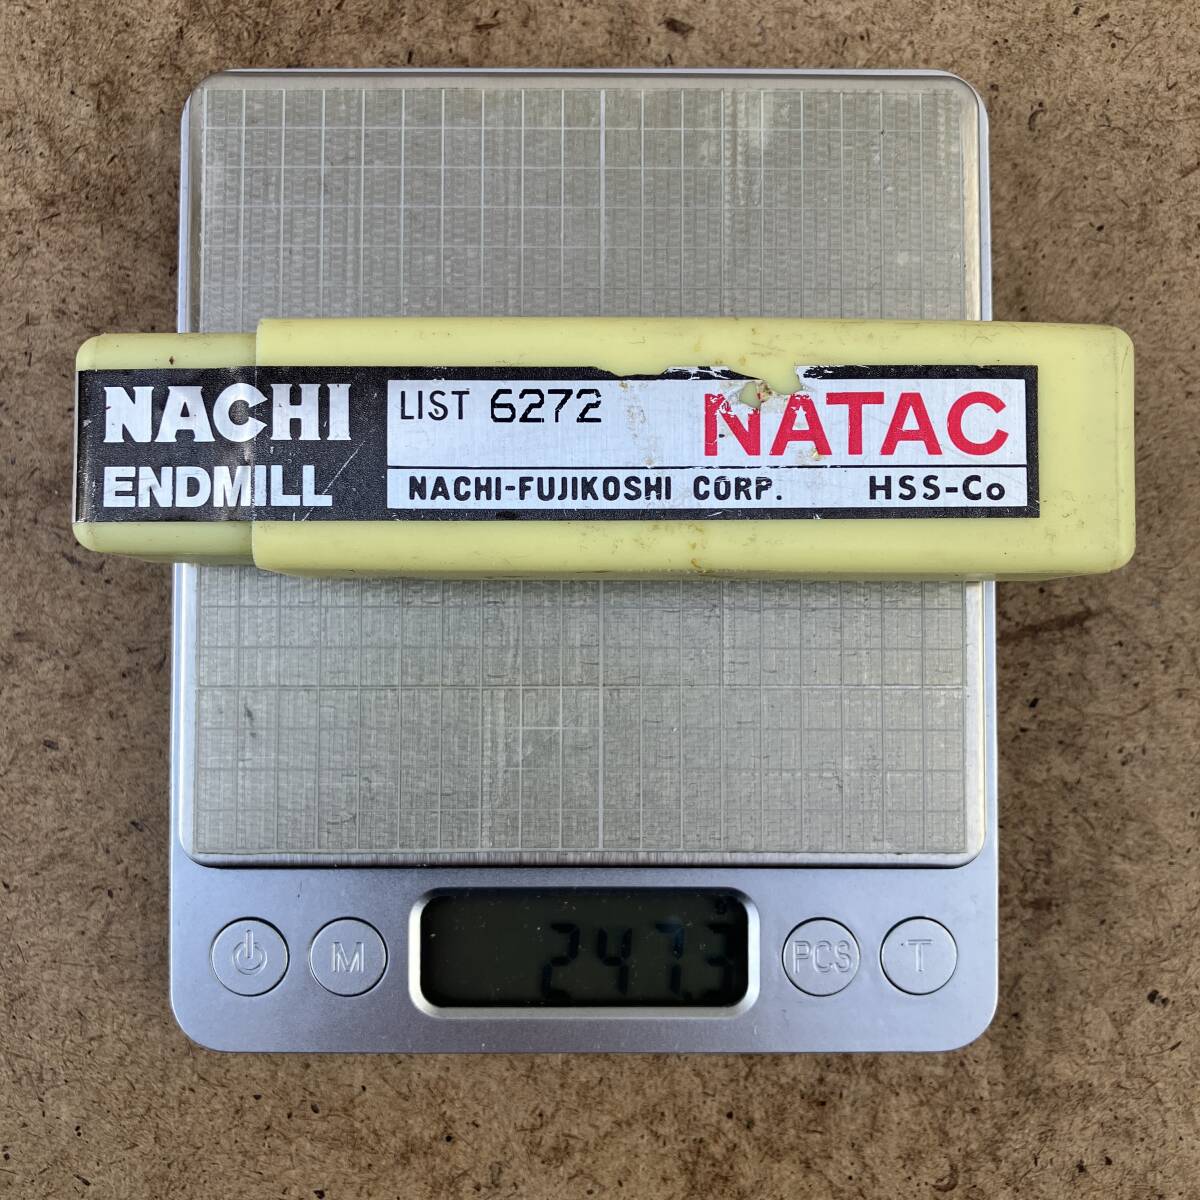 NACHI
ENDMILL
LIST 6272
NATAC
NACHI-FUJIKOSHI CORP. HSS-Co
M
247.3
PCS
T